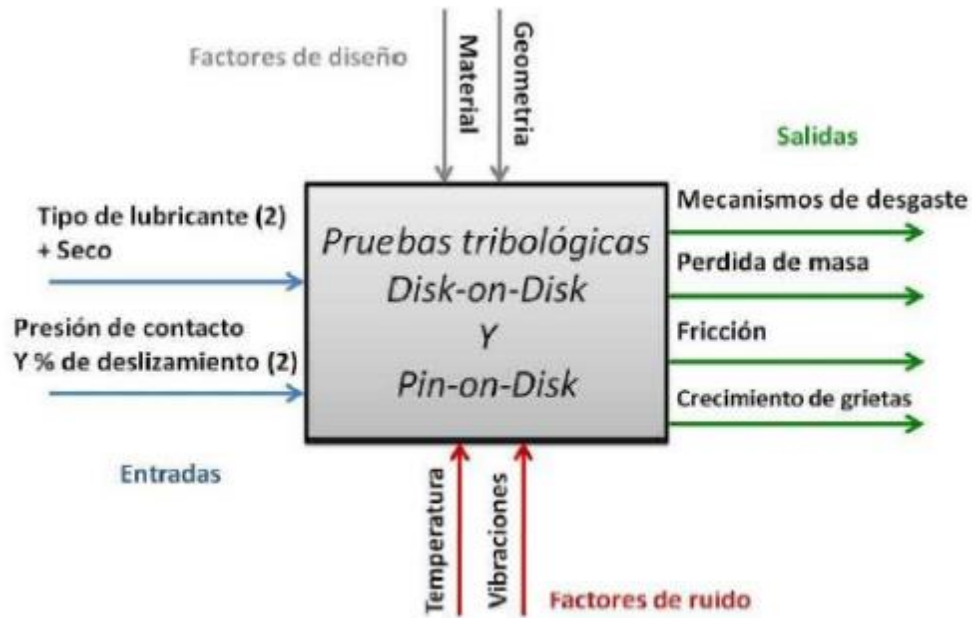 Factores de diseño
Material
Geometria
Salidas
Tipo de lubricante (2)
+ Seco
Presión de contacto
Y % de deslizamiento (2)
Entradas
Pruebas tribológicas
Disk-on-Disk
Y
Pin-on-Disk
Mecanismos de desgaste
Perdida de masa
Fricción
Crecimiento de grietas
Temperatura
Vibraciones
Factores de ruido